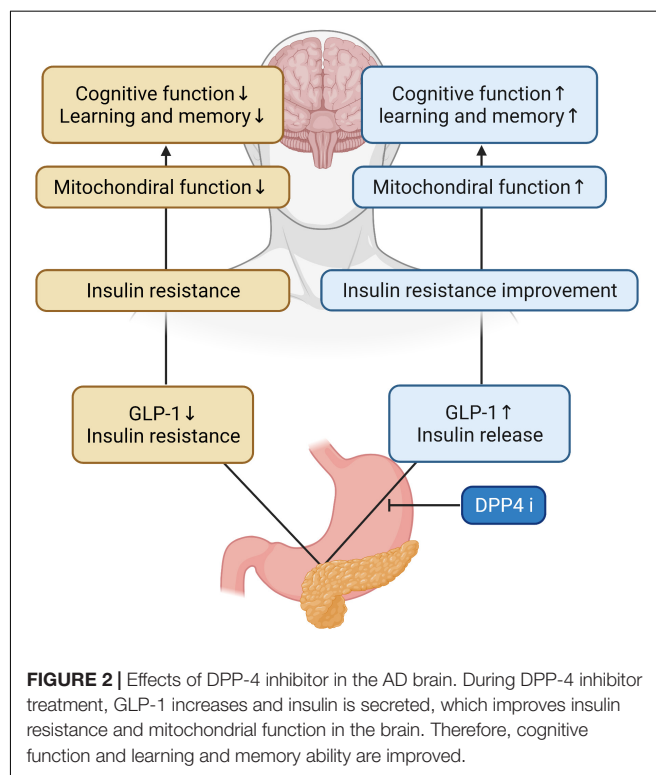 Cognitive function↓
Learning and memory↓
Cognitive function↑
learning and memory↑
Mitochondiral function↓
Mitochondiral function↑
Insulin resistance
Insulin resistance improvement
GLP-1↓
Insulin resistance
GLP-1↑
Insulin release
DPP4 i
FIGURE 2 | Effects of DPP-4 inhibitor in the AD brain. During DPP-4 inhibitor
treatment, GLP-1 increases and insulin is secreted, which improves insulin
resistance and mitochondrial function in the brain. Therefore, cognitive
function and learning and memory ability are improved.